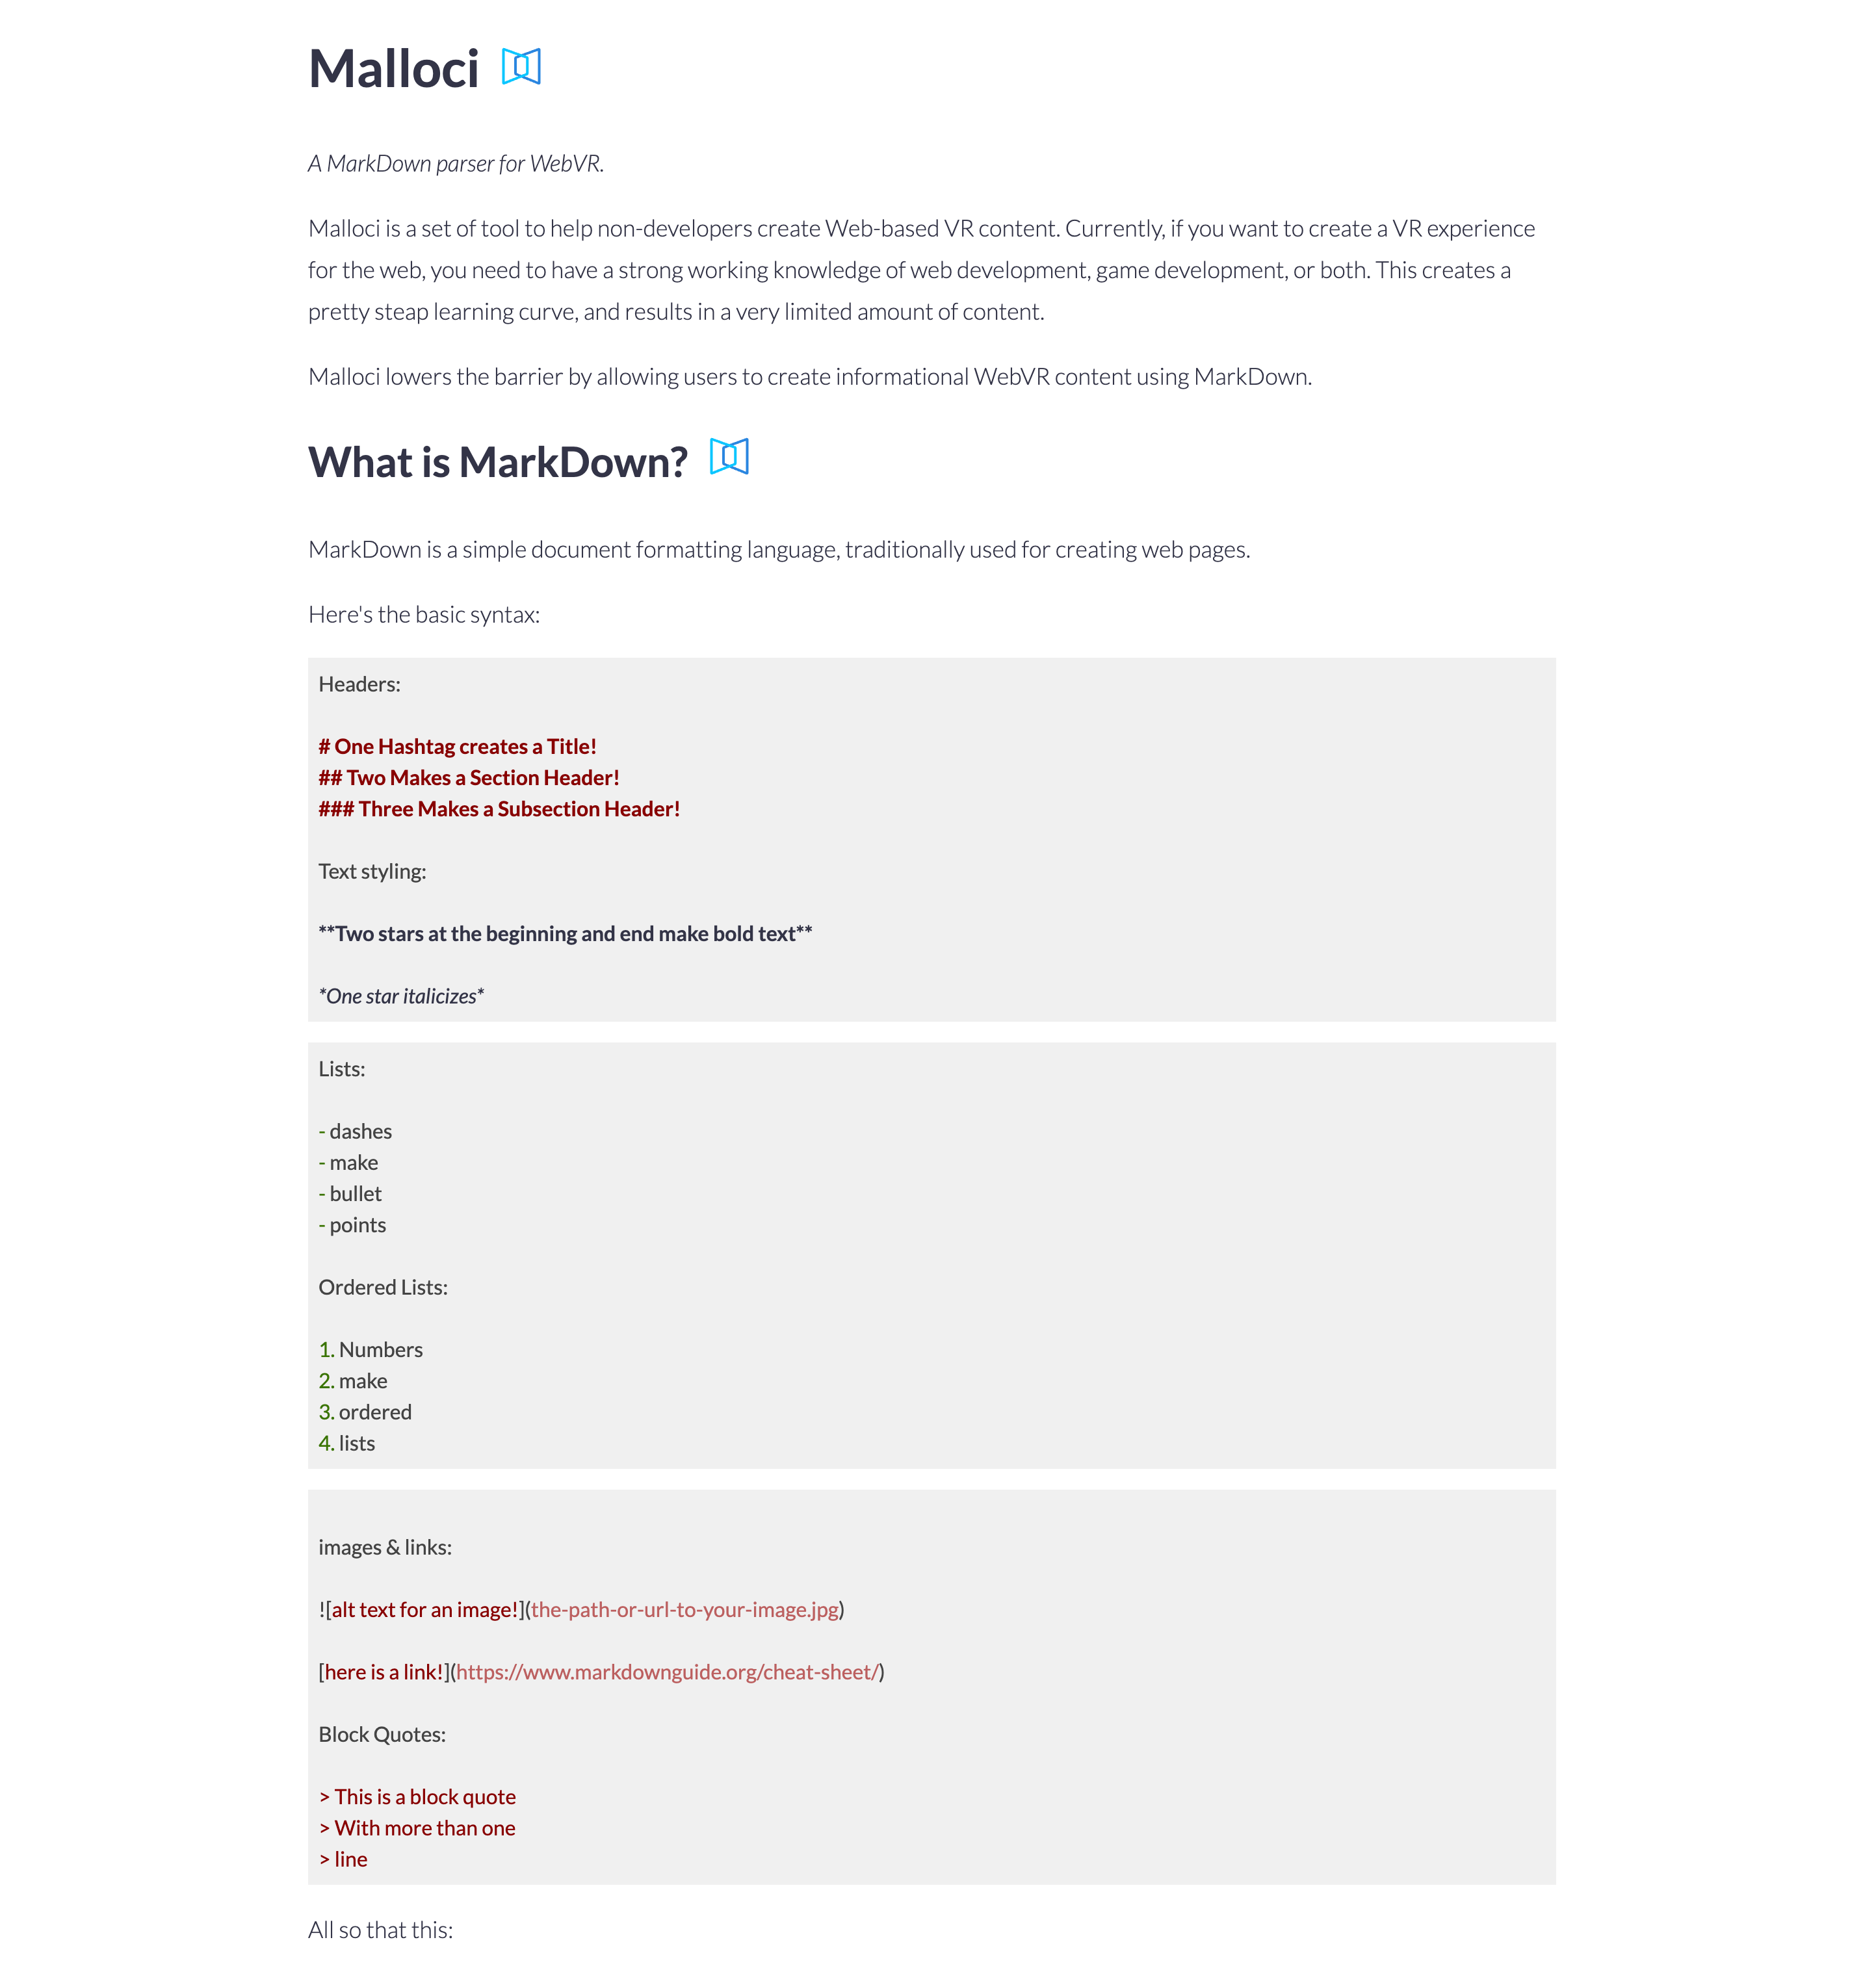 Malloci
A MarkDown parser for WebVR.
Malloci is a set of tool to help non-developers create Web-based VR content. Currently, if you want to create a VR experience
for the web, you need to have a strong working knowledge of web development, game development, or both. This creates a
pretty steap learning curve, and results in a very limited amount of content.
Malloci lowers the barrier by allowing users to create informational WebVR content using MarkDown.
What is MarkDown?
MarkDown is a simple document formatting language, traditionally used for creating web pages.
Here's the basic syntax:
Headers:
# One Hashtag creates a Title!
## Two Makes a Section Header!
### Three Makes a Subsection Header!
Text styling:
**Two stars at the beginning and end make bold text**
*One star italicizes*
Lists:
- dashes
- make
- bullet
- points
Ordered Lists:
1. Numbers
2. make
3. ordered
4. lists
images & links:
![alt text for an image!](the-path-or-url-to-your-image.jpg)
[here is a link!](https://www.markdownguide.org/cheat-sheet/)
Block Quotes:
> This is a block quote
> With more than one
> line
All so that this: